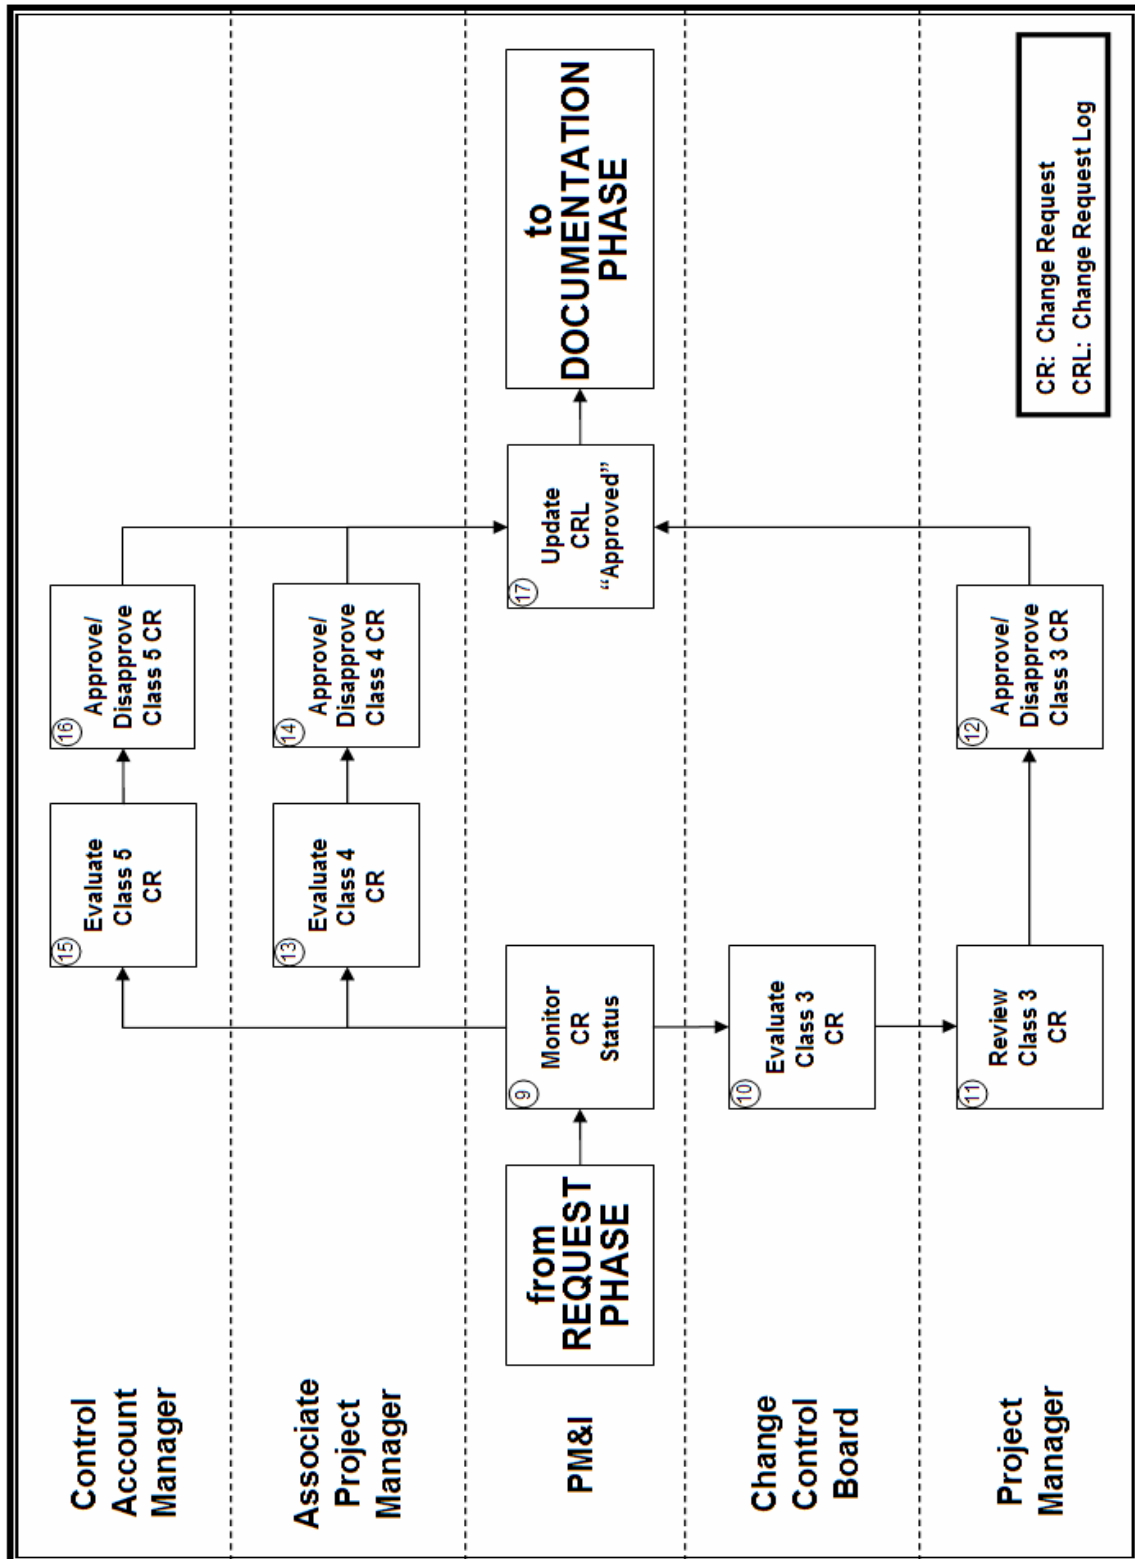 Control
Account
Manager
15
Evaluate
Class 5
CR
16
Approve/
Disapprove
Class 5 CR
Associate
Project
Manager
13
Evaluate
Class 4
CR
14
Approve/
Disapprove
Class 4 CR
PM&I
from
REQUEST
PHASE
9
Monitor
CR
Status
17
Update
CRL
“Approved”
to
DOCUMENTATION
PHASE
Change
Control
Board
10
Evaluate
Class 3
CR
Project
Manager
11
Review
Class 3
CR
12
Approve/
Disapprove
Class 3 CR
CR: Change Request
CRL: Change Request Log